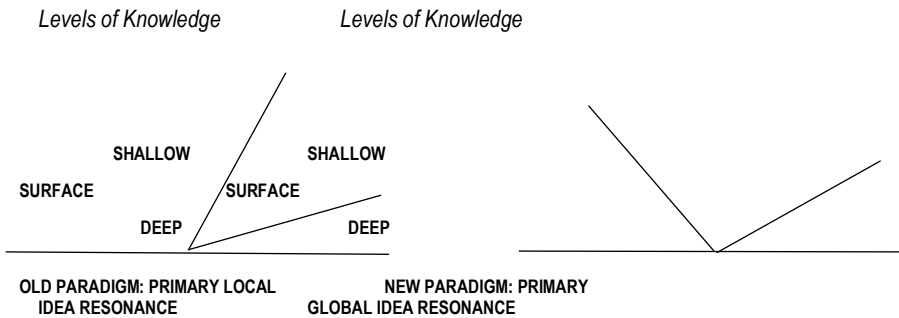 Levels of Knowledge Levels of Knowledge
SHALLOW SHALLOW
SURFACE SURFACE
DEEP DEEP
OLD PARADIGM: PRIMARY LOCAL NEW PARADIGM: PRIMARY
IDEA RESONANCE GLOBAL IDEA RESONANCE